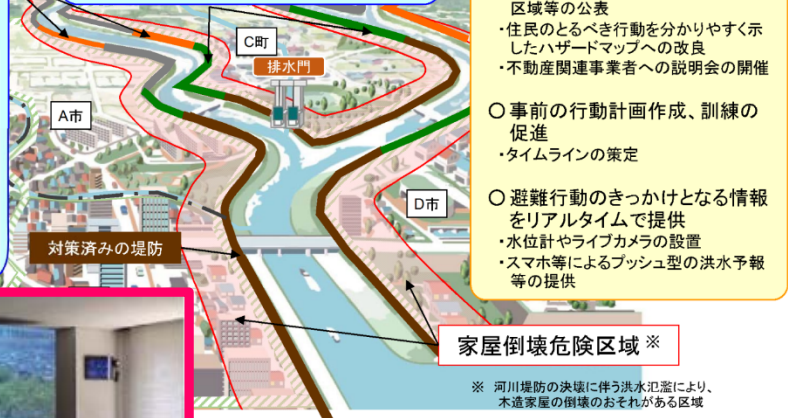 C町
排水門
A市
D市
対策済みの堤防
区域等の公表
・住民のとるべき行動を分かりやすく示
したハザードマップへの改良
・不動産関連事業者への説明会の開催
○ 事前の行動計画作成、訓練の
促進
・タイムラインの策定
○ 避難行動のきっかけとなる情報
をリアルタイムで提供
・水位計やライブカメラの設置
・スマホ等によるプッシュ型の洪水予報
等の提供
家屋倒壊危険区域※
※ 河川堤防の決壊に伴う洪水氾濫により、
木造家屋の倒壊のおそれがある区域